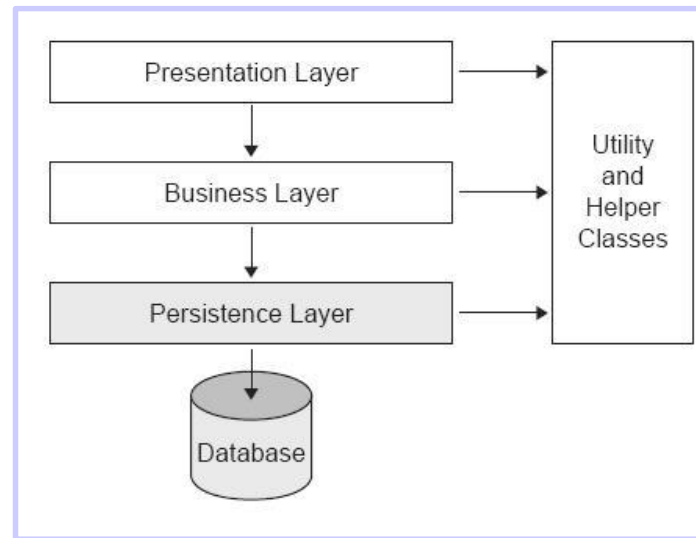 Presentation Layer
Business Layer
Persistence Layer
Database
Utility
and
Helper
Classes